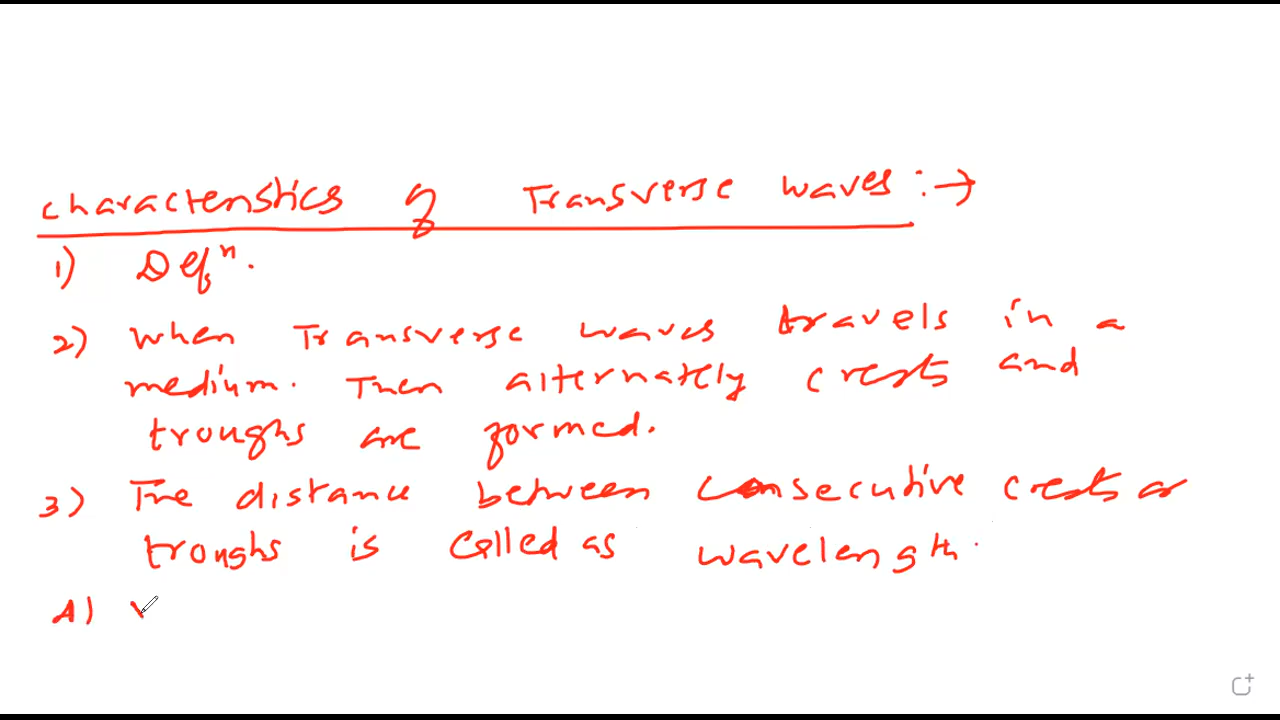 characteristics of Transverse waves :→
1) Defⁿ.
2) When Transverse waves travels in a
medium. Then alternately crests and
troughs are formed.
3) The distance between consecutive crests or
troughs is called as wavelength.
4)